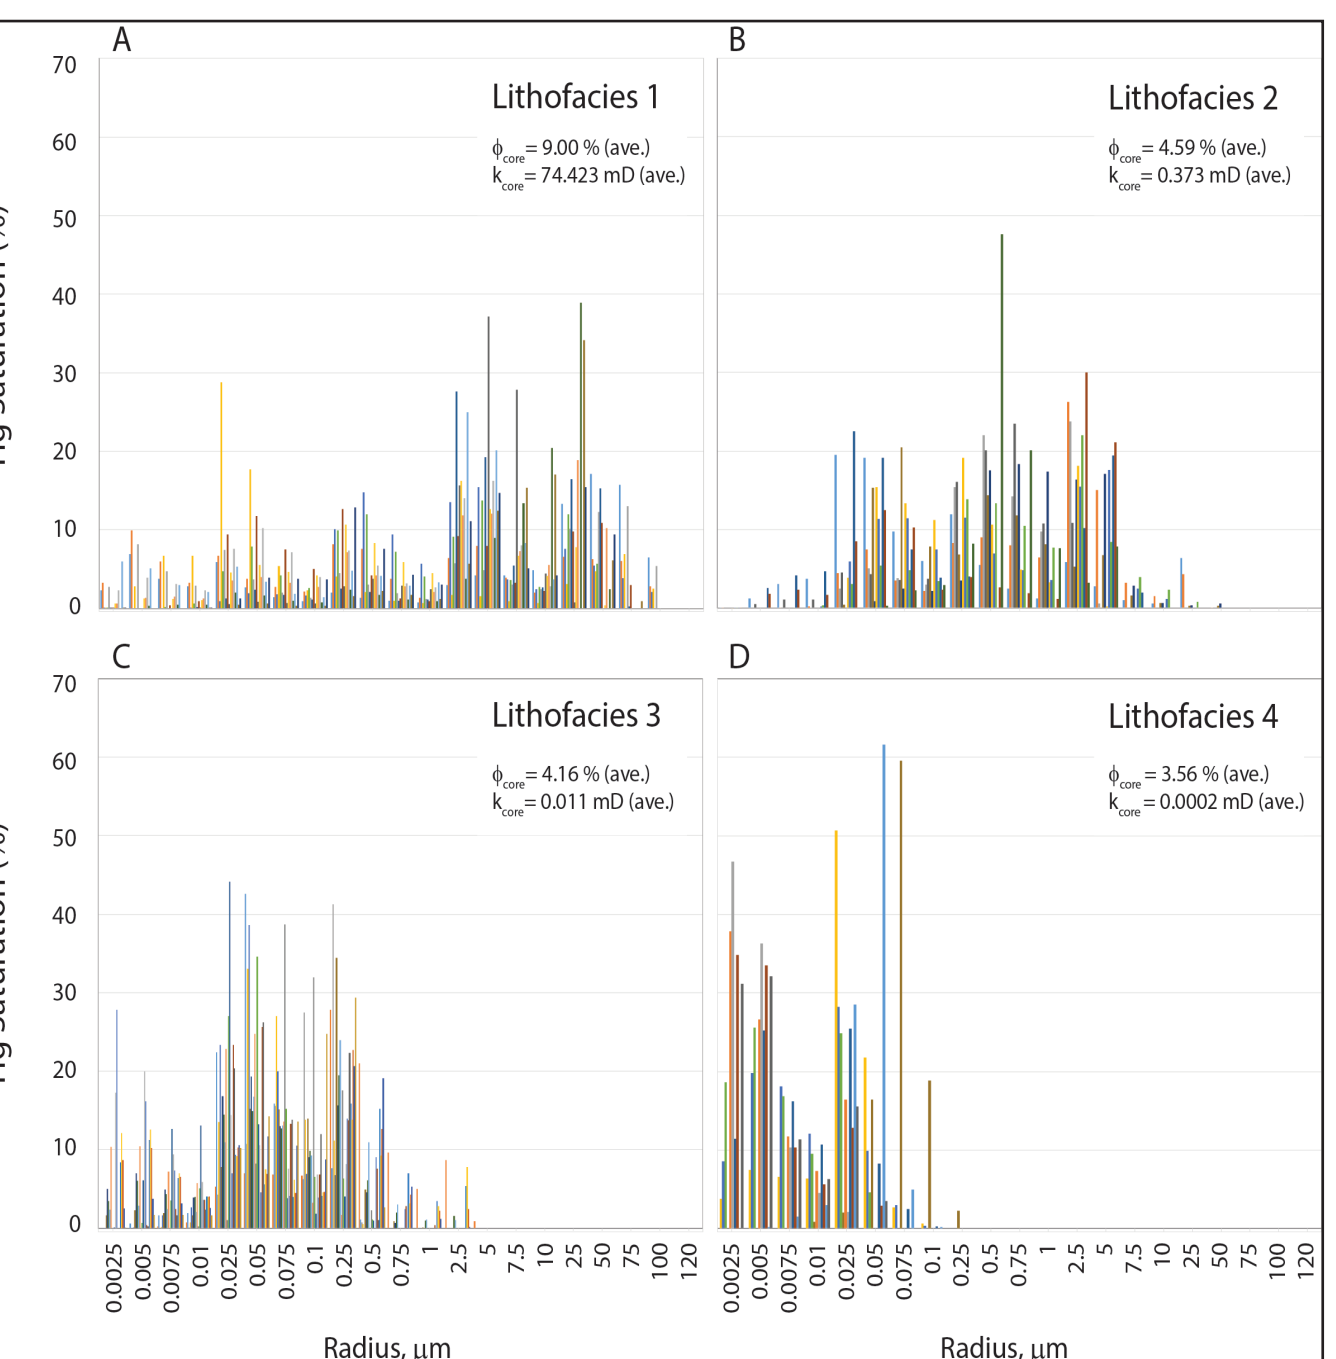 A
B
70
60
50
40
30
20
10
0
Lithofacies 1
ϕcore= 9.00 % (ave.)
kcore= 74.423 mD (ave.)
Lithofacies 2
ϕcore= 4.59 % (ave.)
kcore= 0.373 mD (ave.)
C
D
70
60
50
40
30
20
10
0
Lithofacies 3
ϕcore= 4.16 % (ave.)
kcore= 0.011 mD (ave.)
Lithofacies 4
ϕcore= 3.56 % (ave.)
kcore= 0.0002 mD (ave.)
0.0025 0.005 0.0075 0.01 0.025 0.05 0.075 0.1 0.25 0.5 0.75 1 2.5 5 7.5 10 25 50 75 100 120
0.0025 0.005 0.0075 0.01 0.025 0.05 0.075 0.1 0.25 0.5 0.75 1 2.5 5 7.5 10 25 50 75 100 120
Radius, μm
Radius, μm